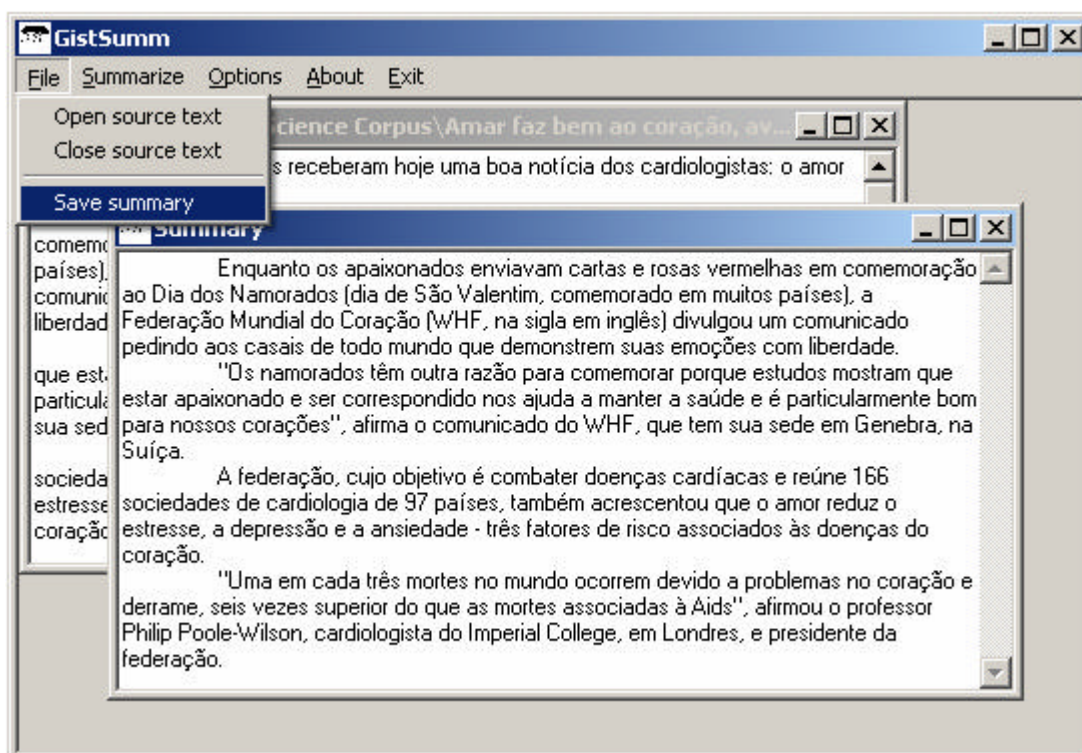 GistSumm
File Summarize Options About Exit
Open source text
Close source text
Save summary
cience Corpus\Amar faz bem ao coração, av...
s receberam hoje uma boa notícia dos cardiologistas: o amor
países)
comunic
liberdad
que est
particula
sua sed
socieda
estresse
coração
Summary
Enquanto os apaixonados enviavam cartas e rosas vermelhas em comemoração
ao Dia dos Namorados (dia de São Valentim, comemorado em muitos países), a
Federação Mundial do Coração (WHF, na sigla em inglês) divulgou um comunicado
pedindo aos casais de todo mundo que demonstrem suas emoções com liberdade.
"Os namorados têm outra razão para comemorar porque estudos mostram que
estar apaixonado e ser correspondido nos ajuda a manter a saúde e é particularmente bom
para nossos corações", afirma o comunicado do WHF, que tem sua sede em Genebra, na
Suíça.
A federação, cujo objetivo é combater doenças cardíacas e reúne 166
sociedades de cardiologia de 97 países, também acrescentou que o amor reduz o
estresse, a depressão e a ansiedade - três fatores de risco associados às doenças do
coração.
"Uma em cada três mortes no mundo ocorrem devido a problemas no coração e
derrame, seis vezes superior do que as mortes associadas à Aids", afirmou o professor
Philip Poole-Wilson, cardiologista do Imperial College, em Londres, e presidente da
federação.